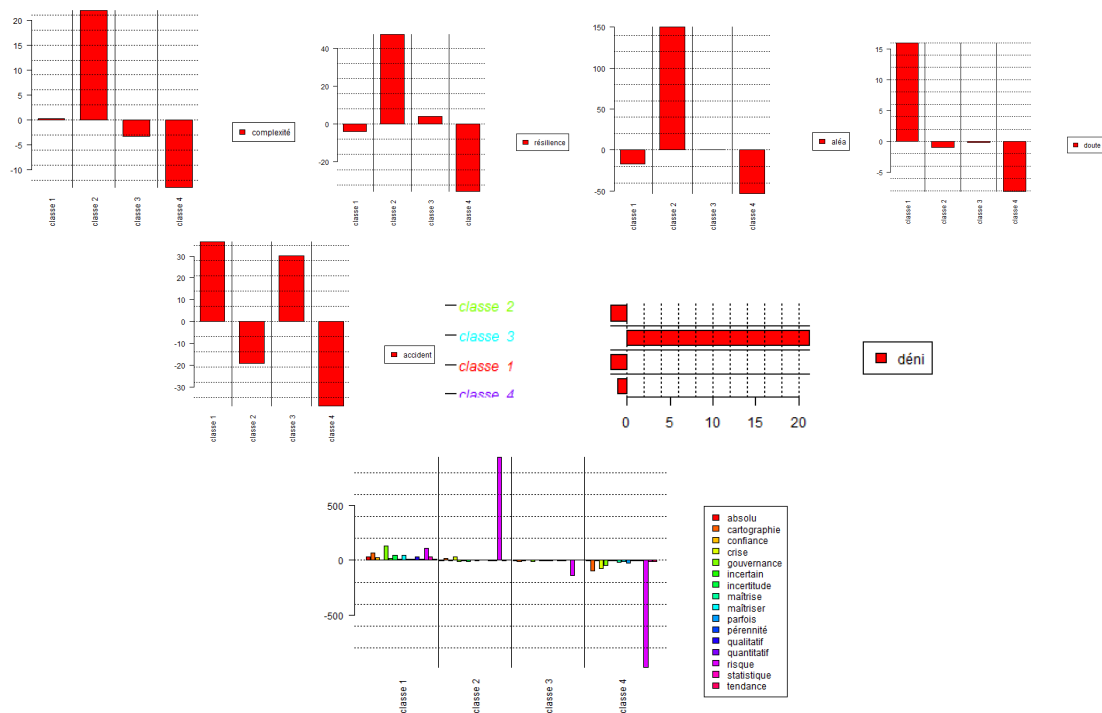 20
15
10
5
0
-5
-10
classe 1
classe 2
classe 3
classe 4
complexité
40
20
0
-20
classe 1
classe 2
classe 3
classe 4
résilience
150
100
50
0
-50
classe 1
classe 2
classe 3
classe 4
aléa
15
10
5
0
-5
classe 1
classe 2
classe 3
classe 4
doute
30
20
10
0
-10
-20
-30
classe 1
classe 2
classe 3
classe 4
accident
classe 2
classe 3
classe 1
classe 4
0 5 10 15 20
déni
500
0
-500
classe 1
classe 2
classe 3
classe 4
absolu
cartographie
confiance
crise
gouvernance
incertain
incertitude
maîtrise
maîtriser
parfois
pérennité
qualitatif
quantitatif
risque
statistique
tendance